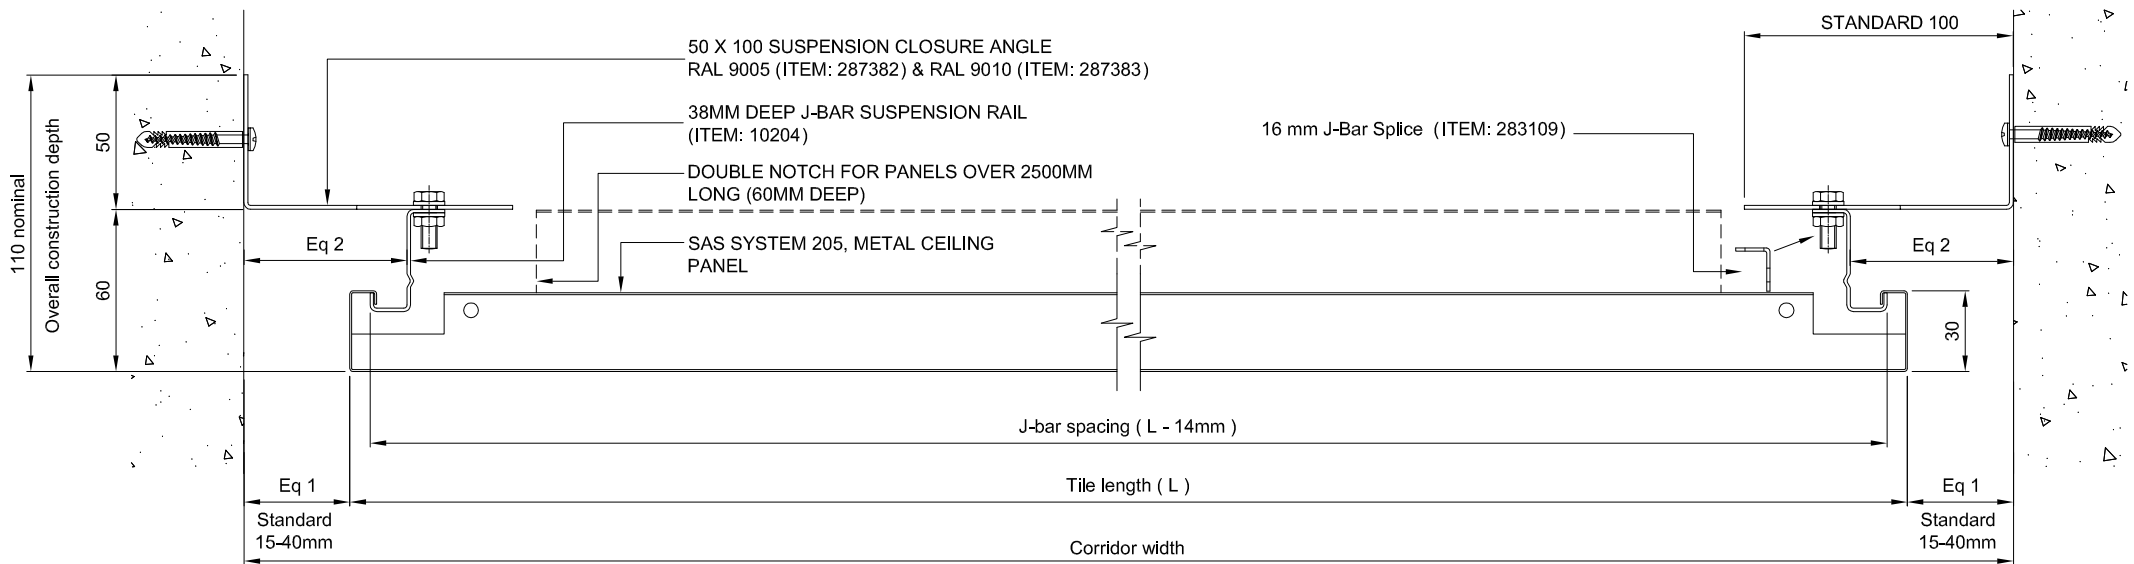 STANDARD 100
50 X 100 SUSPENSION CLOSURE ANGLE
RAL 9005 (ITEM: 287382) & RAL 9010 (ITEM: 287383)
38MM DEEP J-BAR SUSPENSION RAIL
(ITEM: 10204)
16 mm J-Bar Splice (ITEM: 283109)
DOUBLE NOTCH FOR PANELS OVER 2500MM
LONG (60MM DEEP)
SAS SYSTEM 205, METAL CEILING
PANEL
110 nominal
Overall construction depth
50
60
Eq 2
Eq 2
30
J-bar spacing ( L - 14mm )
Eq 1
Tile length ( L )
Eq 1
Standard
15-40mm
Standard
15-40mm
Corridor width